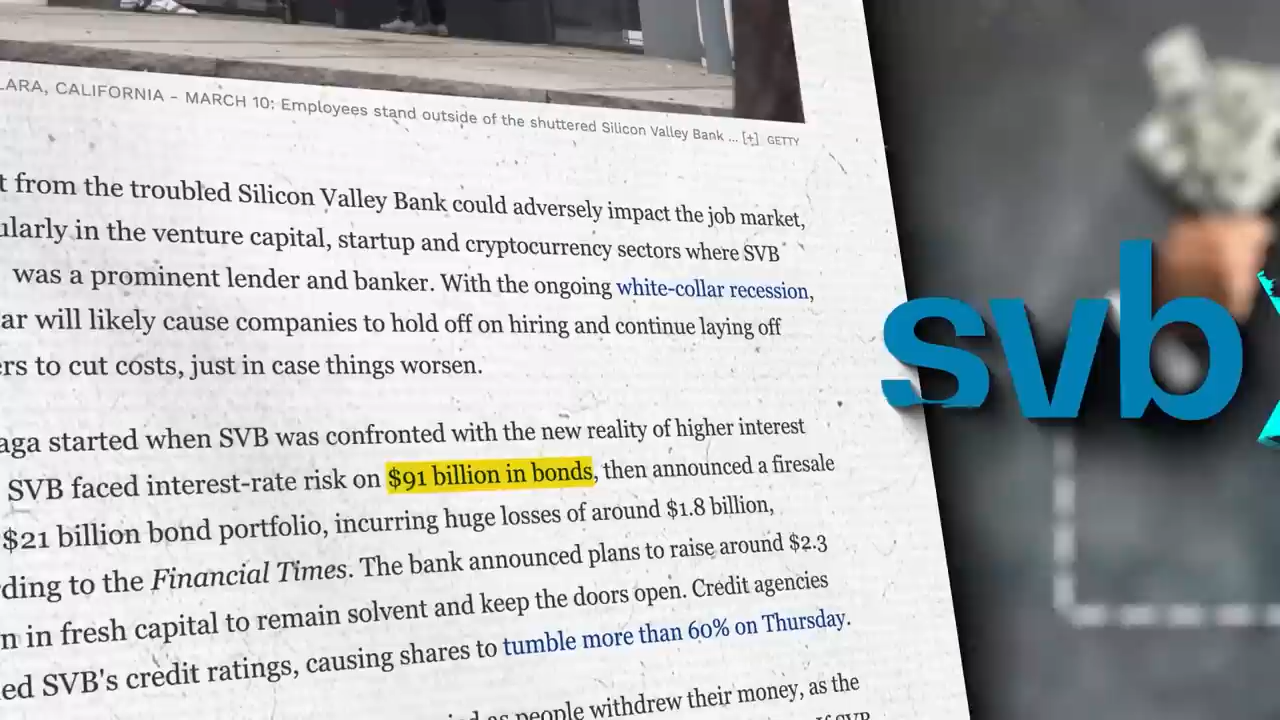 LARA, CALIFORNIA – MARCH 10: Employees stand outside of the shuttered Silicon Valley Bank ... [+] GETTY
t from the troubled Silicon Valley Bank could adversely impact the job market,
ularly in the venture capital, startup and cryptocurrency sectors where SVB
was a prominent lender and banker. With the ongoing white-collar recession,
ar will likely cause companies to hold off on hiring and continue laying off
ers to cut costs, just in case things worsen.
aga started when SVB was confronted with the new reality of higher interest
SVB faced interest-rate risk on $91 billion in bonds, then announced a firesale
$21 billion bond portfolio, incurring huge losses of around $1.8 billion,
ding to the Financial Times. The bank announced plans to raise around $2.3
n in fresh capital to remain solvent and keep the doors open. Credit agencies
ed SVB's credit ratings, causing shares to tumble more than 60% on Thursday.
as people withdrew their money, as the
svb